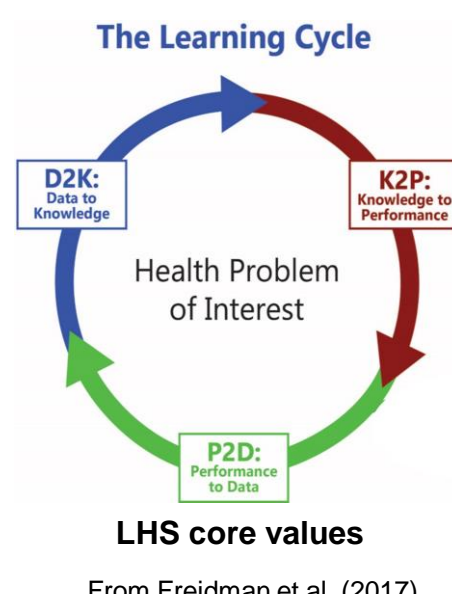 The Learning Cycle
D2K:
Data to
Knowledge
K2P:
Knowledge to
Performance
Health Problem
of Interest
P2D:
Performance
to Data
LHS core values
From Freidman et al. (2017)